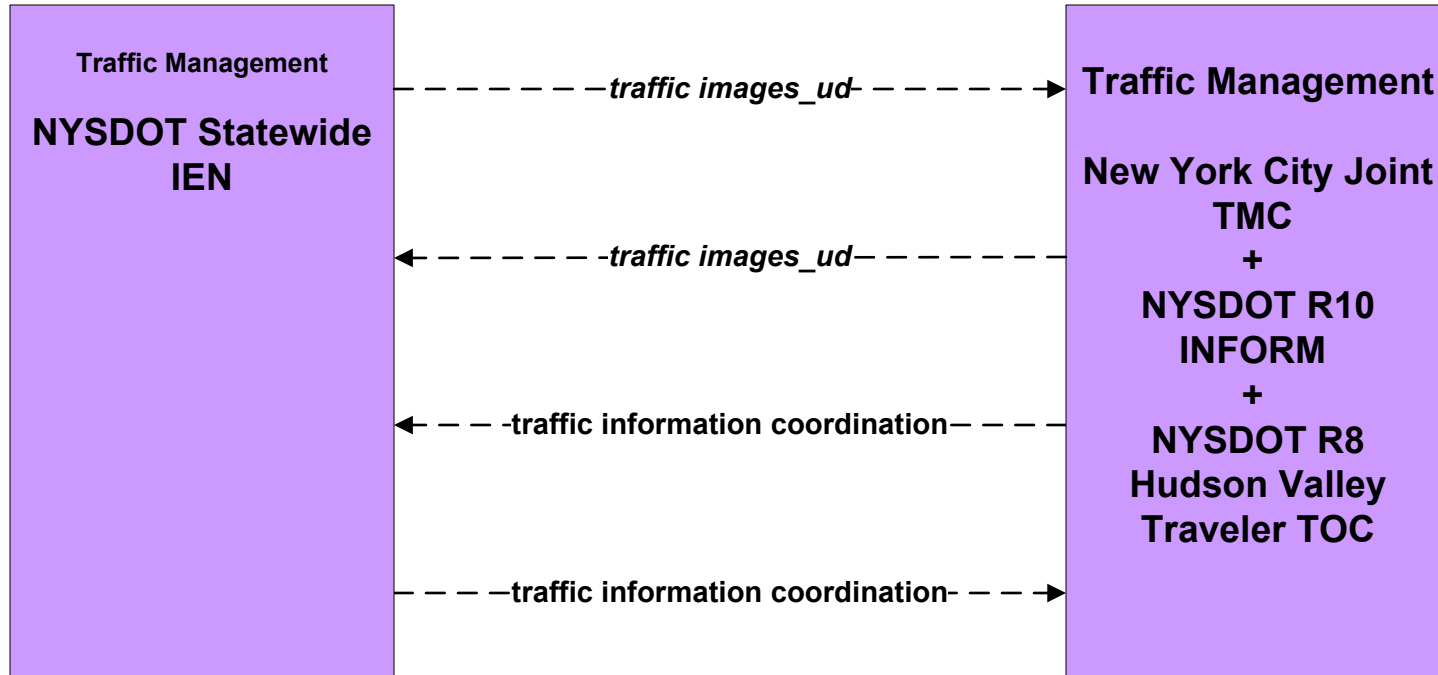 Traffic Management
NYSDOT Statewide
IEN
traffic images_ud
traffic images_ud
traffic information coordination
traffic information coordination
Traffic Management
New York City Joint
TMC
+
NYSDOT R10
INFORM
+
NYSDOT R8
Hudson Valley
Traveler TOC